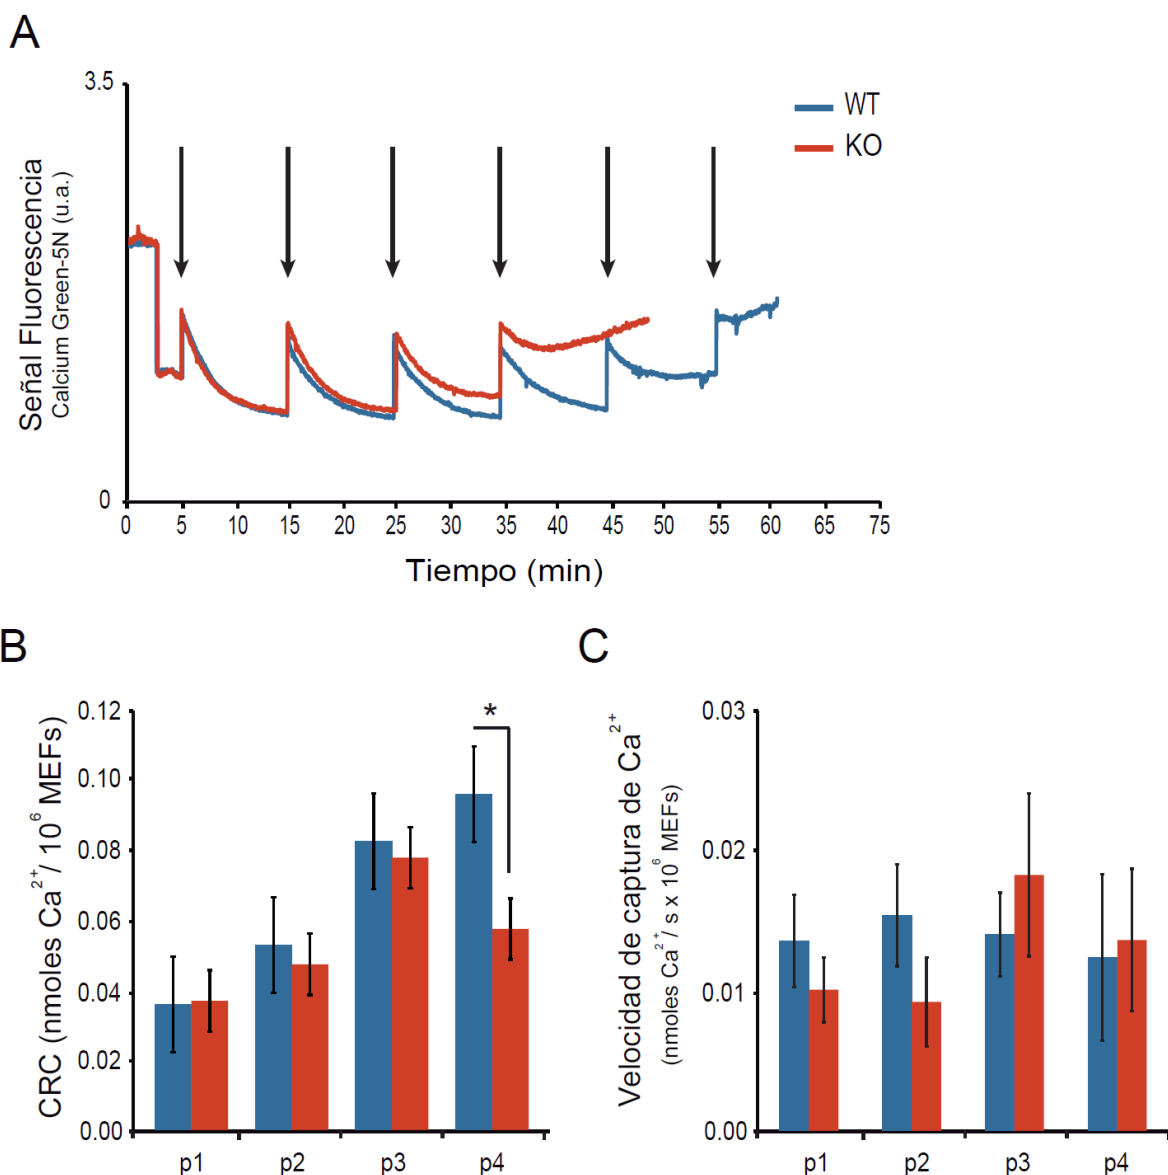 A
3.5
WT
KO
Señal Fluorescencia
Calcium Green-5N (u.a.)
0
0 5 10 15 20 25 30 35 40 45 50 55 60 65 75
Tiempo (min)
B
CRC (nmoles Ca²⁺/ 10⁶ MEFs)
0.12
0.10
0.08
0.06
0.04
0.02
0.00
*
p1 p2 p3 p4
C
Velocidad de captura de Ca²⁺
(nmoles Ca²⁺/ s x 10⁶ MEFs)
0.03
0.02
0.01
0.00
p1 p2 p3 p4